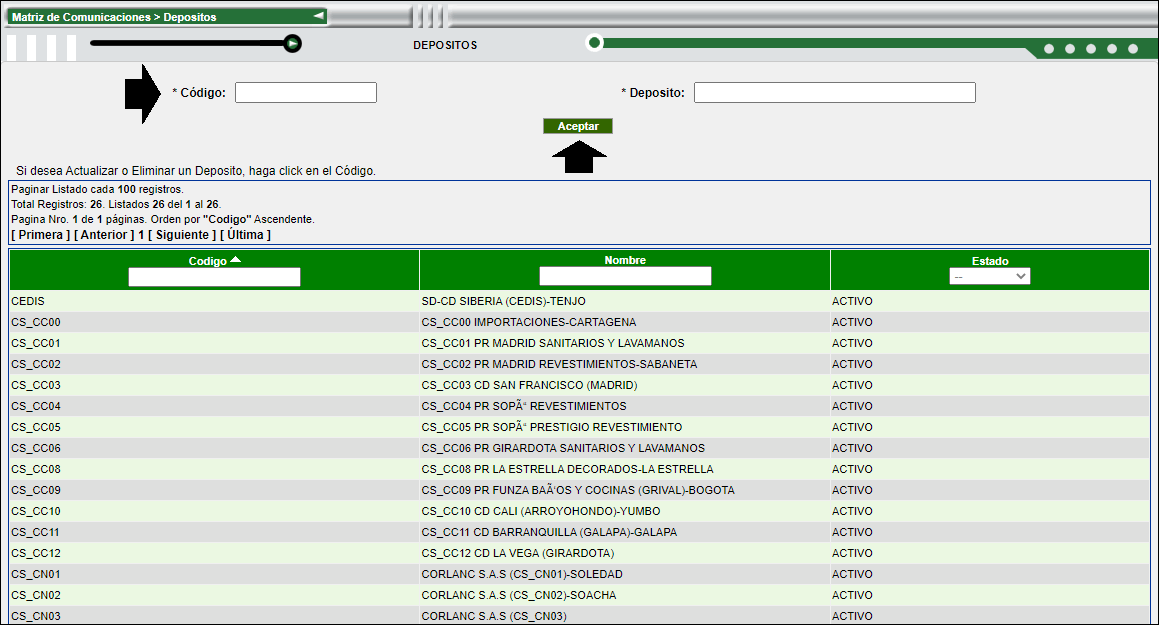 Matriz de Comunicaciones > Depositos
DEPOSITOS
* Código:
* Deposito:
Aceptar
Si desea Actualizar o Eliminar un Deposito, haga click en el Código.
Paginar Listado cada 100 registros.
Total Registros: 26. Listados 26 del 1 al 26.
Pagina Nro. 1 de 1 páginas. Orden por "Codigo" Ascendente.
[ Primera ] [ Anterior ] 1 [ Siguiente ] [ Última ]
Codigo Nombre Estado
--
CEDIS SD-CD SIBERIA (CEDIS)-TENJO ACTIVO
CS_CC00 CS_CC00 IMPORTACIONES-CARTAGENA ACTIVO
CS_CC01 CS_CC01 PR MADRID SANITARIOS Y LAVAMANOS ACTIVO
CS_CC02 CS_CC02 PR MADRID REVESTIMIENTOS-SABANETA ACTIVO
CS_CC03 CS_CC03 CD SAN FRANCISCO (MADRID) ACTIVO
CS_CC04 CS_CC04 PR SOPÃ“ REVESTIMIENTOS ACTIVO
CS_CC05 CS_CC05 PR SOPÃ“ PRESTIGIO REVESTIMIENTO ACTIVO
CS_CC06 CS_CC06 PR GIRARDOTA SANITARIOS Y LAVAMANOS ACTIVO
CS_CC08 CS_CC08 PR LA ESTRELLA DECORADOS-LA ESTRELLA ACTIVO
CS_CC09 CS_CC09 PR FUNZA BAÃ‘OS Y COCINAS (GRIVAL)-BOGOTA ACTIVO
CS_CC10 CS_CC10 CD CALI (ARROYOHONDO)-YUMBO ACTIVO
CS_CC11 CS_CC11 CD BARRANQUILLA (GALAPA)-GALAPA ACTIVO
CS_CC12 CS_CC12 CD LA VEGA (GIRARDOTA) ACTIVO
CS_CN01 CORLANC S.A.S (CS_CN01)-SOLEDAD ACTIVO
CS_CN02 CORLANC S.A.S (CS_CN02)-SOACHA ACTIVO
CS_CN03 CORLANC S.A.S (CS_CN03) ACTIVO